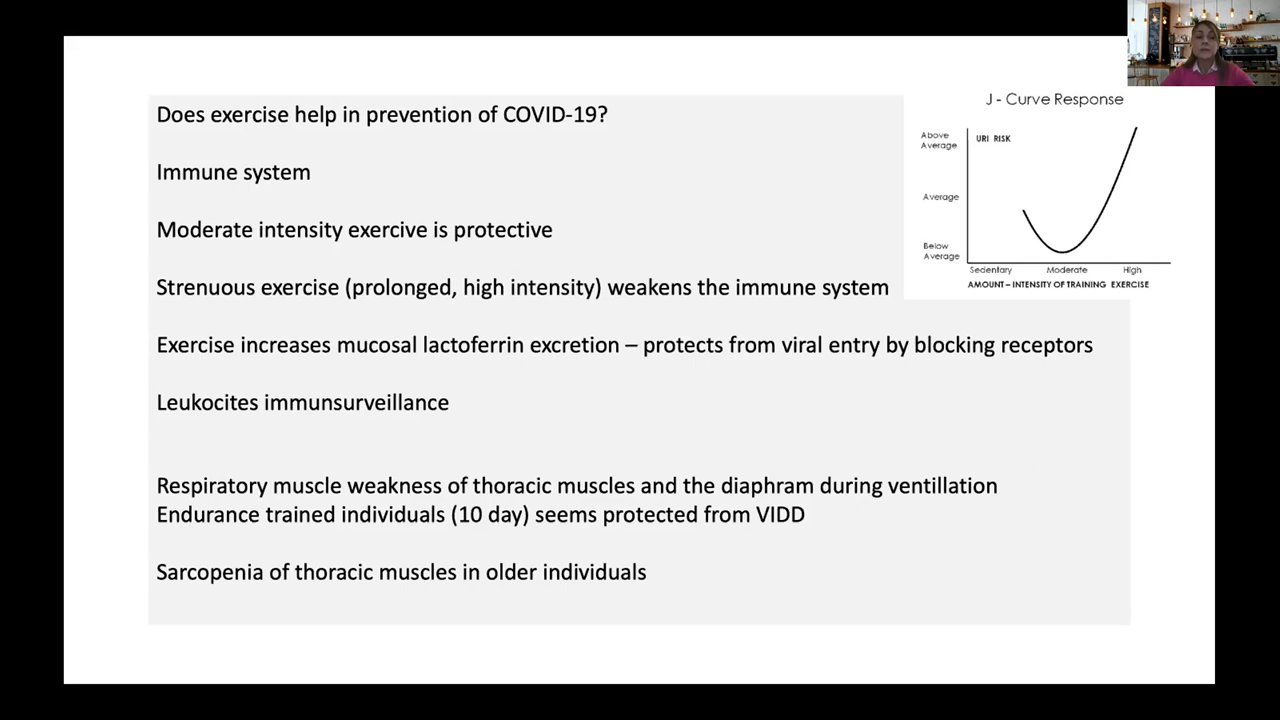 Does exercise help in prevention of COVID-19?
Immune system
Moderate intensity exercive is protective
Strenuous exercise (prolonged, high intensity) weakens the immune system
Exercise increases mucosal lactoferrin excretion – protects from viral entry by blocking receptors
Leukocites immunsurveillance
Respiratory muscle weakness of thoracic muscles and the diaphram during ventillation
Endurance trained individuals (10 day) seems protected from VIDD
Sarcopenia of thoracic muscles in older individuals
J - Curve Response
Above
Average
URI RISK
Average
Below
Average
Sedentary Moderate High
AMOUNT – INTENSITY OF TRAINING EXERCISE